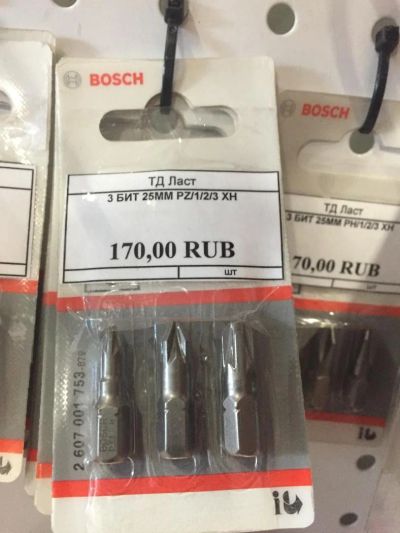 BOSCH
ТД Ласт
3 БИТ 25ММ PZ/1/2/3 XH
170,00 RUB
шт
2 607 001 753
BOSCH
ТД Ласт
3 БИТ 25ММ PH/1/2/3 XH
70,00 RUB
шт